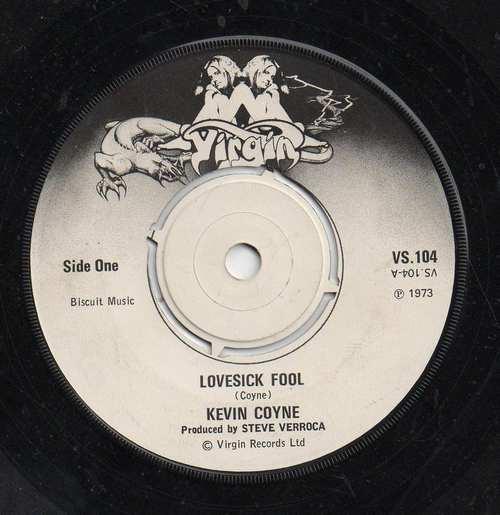 Virgin
Side One
VS.104
VS.104-A
Biscuit Music
℗ 1973
LOVESICK FOOL
(Coyne)
KEVIN COYNE
Produced by STEVE VERROCA
© Virgin Records Ltd